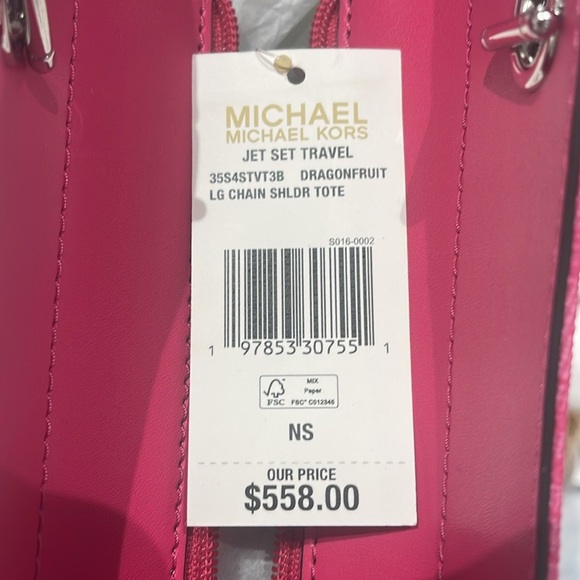 MICHAEL
MICHAEL KORS
JET SET TRAVEL
35S4STVT3B DRAGONFRUIT
LG CHAIN SHLDR TOTE
S016-0002
1 97853 30755 1
FSC
MIX
Paper
FSC® C012345
NS
OUR PRICE
$558.00